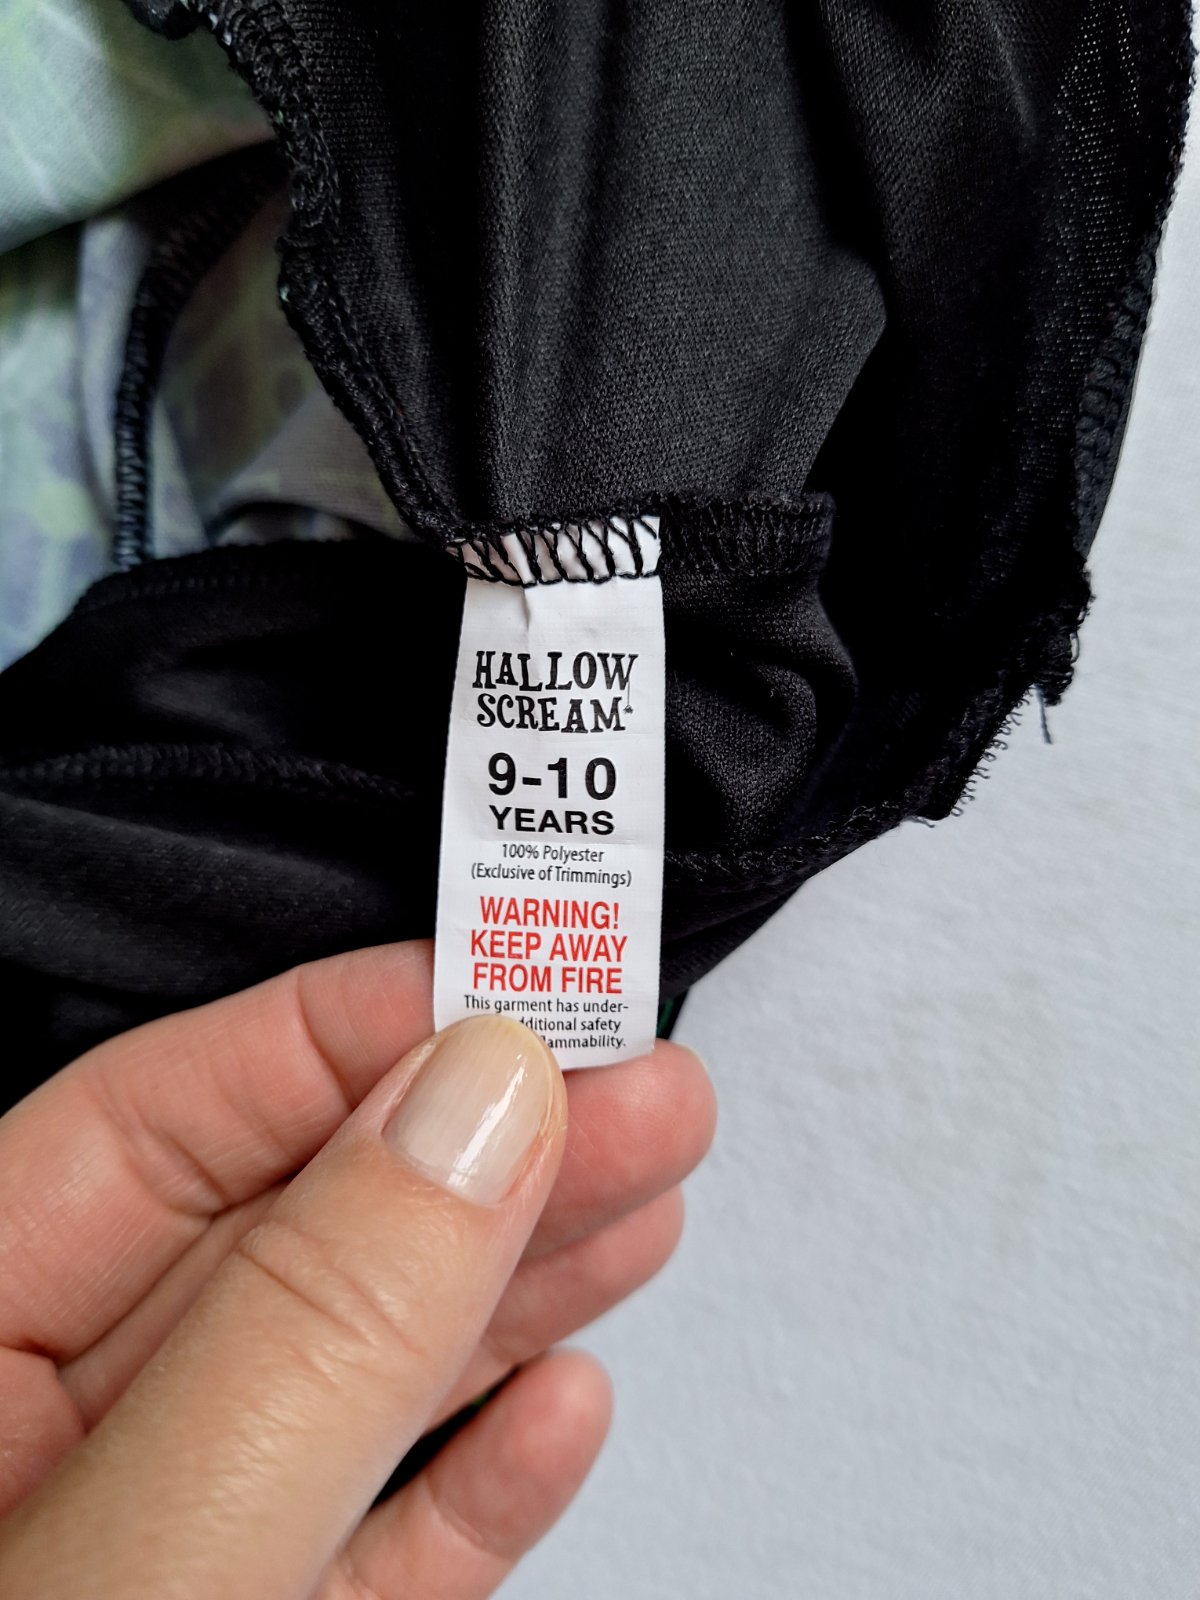 HALLOW
SCREAM
9-10
YEARS
100% Polyester
(Exclusive of Trimmings)
WARNING!
KEEP AWAY
FROM FIRE
This garment has under-
safety